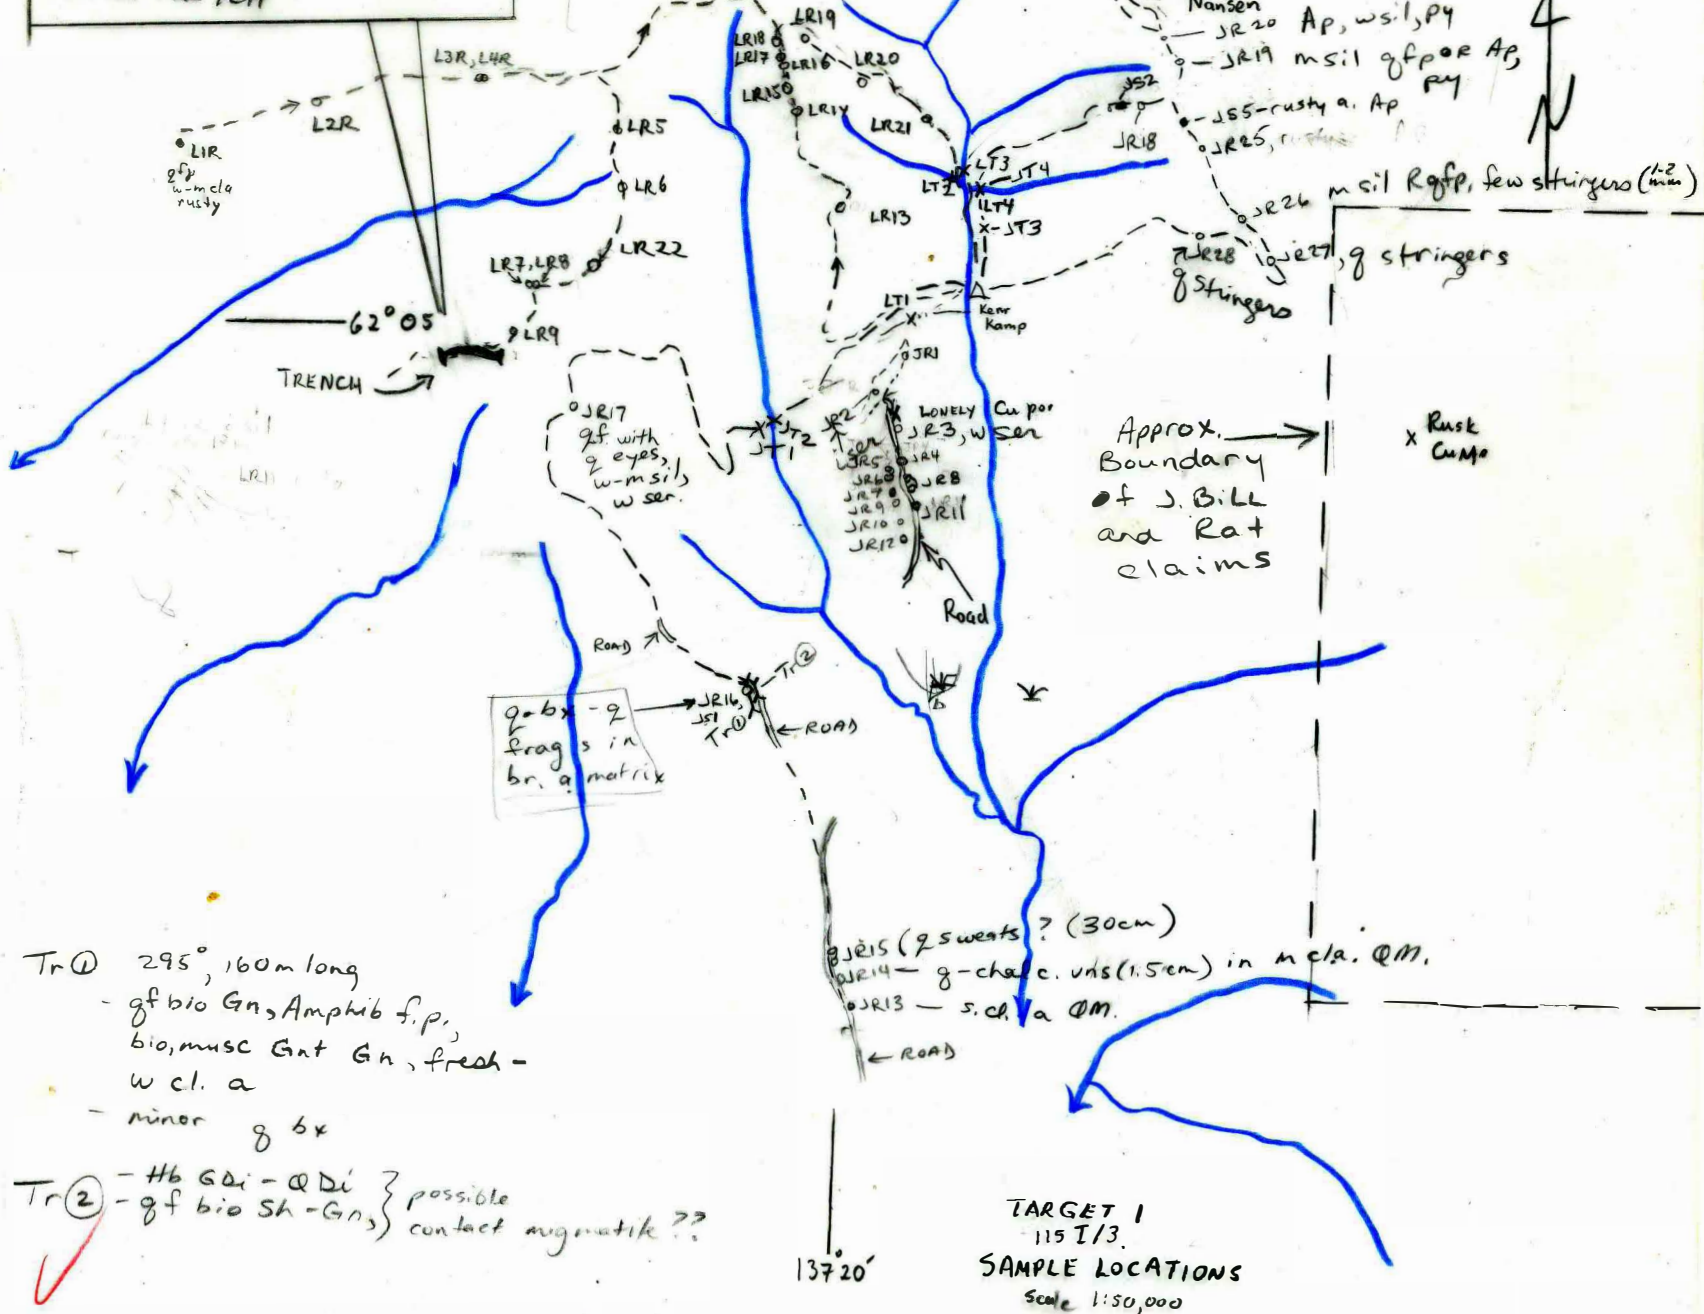 Nansen
JR20 Ap, wsil, py
JR19 m sil qfp or Ap,
py
JS2
JR18
JS5-rusty a. Ap
JR25,
JR26
m sil Rqfp, few stringers (1-2 mm)
JR27, q stringers
JR28
q stringers
LR19
LR18
LR17
LR16
LR15
LR14
LR20
LR21
LR13
L3R, L4R
L2R
L1R
qfp
w-m cla
rusty
LR5
LR6
LR22
LR7, LR8
LR9
62°05
TRENCH
LT3
JT4
LT2
LT4
JT3
LT1
Kerr
Kamp
JR1
JR2
LONELY Cu por
JR3, w ser
JR4
JR5
JR6
JR7
JR8
JR9
JR10
JR11
JR12
Road
JT2
JT1
JR17
qf with
q eyes,
w-m sil,
w ser.
LR11
Approx.
Boundary
of J. BILL
and Rat
claims
x Rusk
CuMo
ROAD
Tr ②
JR16,
JS1
Tr ①
ROAD
q-bx - q
frags in
br. a matrix
JR15 (q sweats? (30cm)
JR14 - q-chalc. vns (1.5cm) in m cla. QM.
JR13 - s. cl. a QM.
ROAD
Tr ① 295°, 160m long
- qf bio Gn, Amphib f.p.,
bio, musc Gnt Gn, fresh -
w cl. a
- minor q bx
Tr ② - Hb GDi - QDi
- qf bio Sh - Gn,
possible
contact migmatite ??
137°20'
TARGET 1
115 I/3.
SAMPLE LOCATIONS
Scale 1:50,000